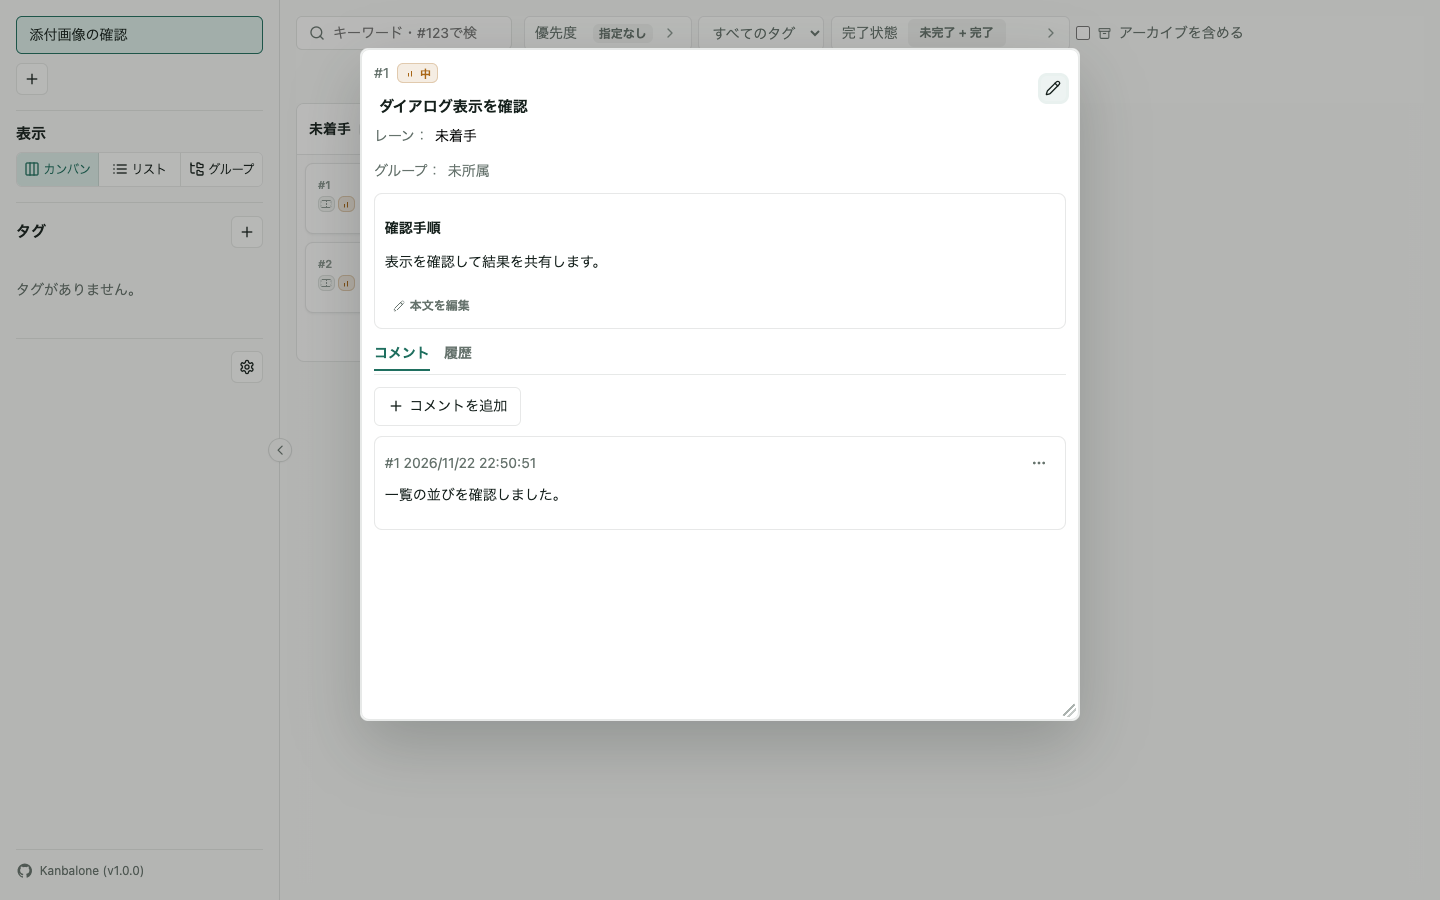 添付画像の確認
表示
カンバン リスト グループ
タグ
タグがありません。
Kanbalone (v1.0.0)
キーワード・#123で検
優先度 指定なし
すべてのタグ
完了状態 未完了 + 完了
アーカイブを含める
未着手
#1
#2
#1 中
ダイアログ表示を確認
レーン： 未着手
グループ： 未所属
確認手順
表示を確認して結果を共有します。
本文を編集
コメント 履歴
コメントを追加
#1 2026/11/22 22:50:51
一覧の並びを確認しました。